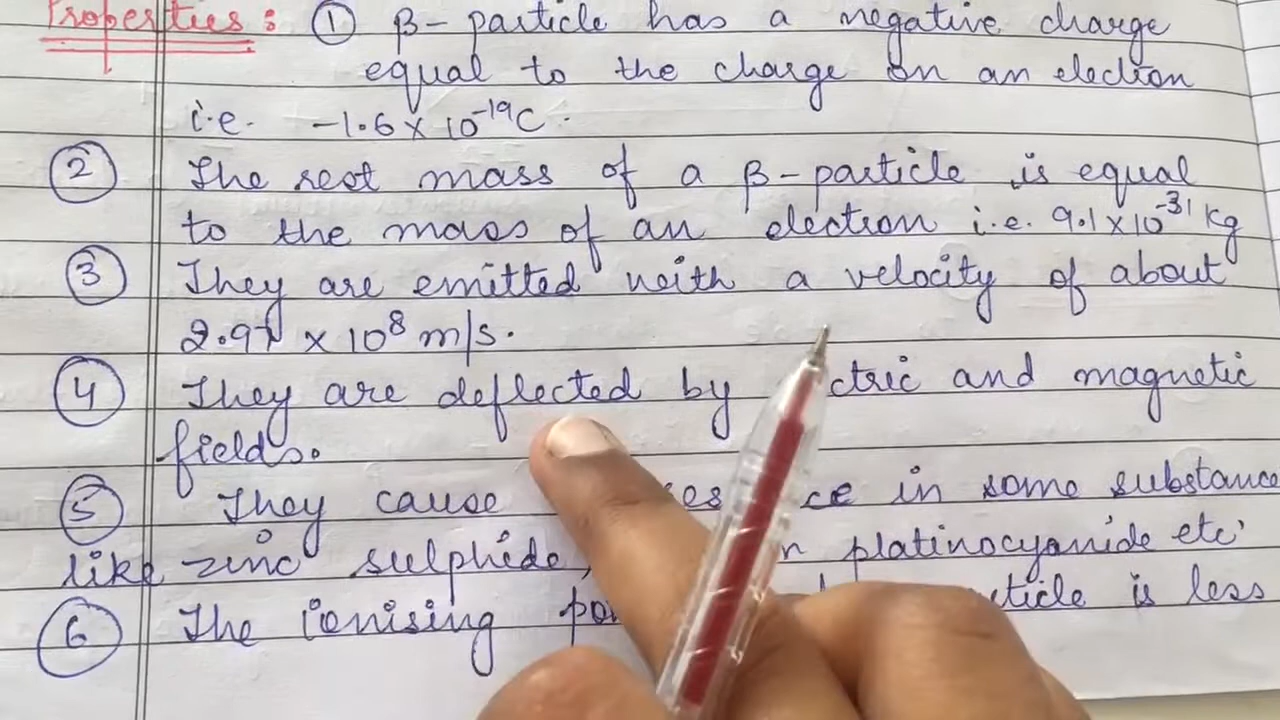 Properties : ① β-particle has a negative charge
equal to the charge on an electron
i.e. -1.6 × 10⁻¹⁹C.
② The rest mass of a β-particle is equal
to the mass of an electron i.e. 9.1×10⁻³¹ kg
③ They are emitted with a velocity of about
× 10⁸ m/s.
④ They are deflected by ctric and magnetic
fields.
⑤ They cause es ce in some substance
like zinc sulphide, n platinocyanide etc.
⑥ The ionising po ticle is less